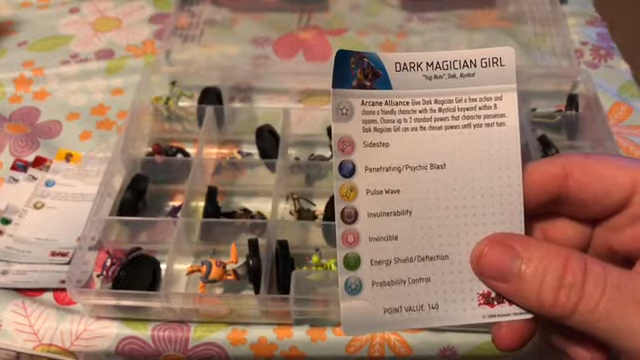 DARK MAGICIAN GIRL
"Yugi Muto", Dark, Mystical
Arcane Alliance Give Dark Magician Girl a free action and
choose a friendly character with the Mystical keyword within 8
squares. Choose up to 2 standard powers that character possesses.
Dark Magician Girl can use the chosen powers until your next turn.
Sidestep
Penetrating/Psychic Blast
Pulse Wave
Invulnerability
Invincible
Energy Shield/Deflection
Probability Control
POINT VALUE: 140